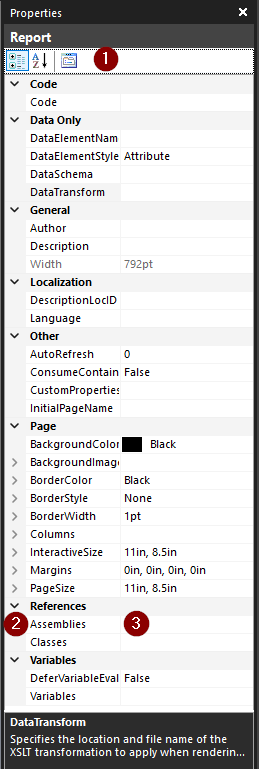 Properties
Report
1
Code
Code
Data Only
DataElementNam
DataElementStyle Attribute
DataSchema
DataTransform
General
Author
Description
Width 792pt
Localization
DescriptionLocID
Language
Other
AutoRefresh 0
ConsumeContain False
CustomProperties
InitialPageName
Page
BackgroundColor Black
BackgroundImag
BorderColor Black
BorderStyle None
BorderWidth 1pt
Columns
InteractiveSize 11in, 8.5in
Margins 0in, 0in, 0in, 0in
PageSize 11in, 8.5in
References
2 Assemblies 3
Classes
Variables
DeferVariableEval False
Variables
DataTransform
Specifies the location and file name of the
XSLT transformation to apply when renderin...